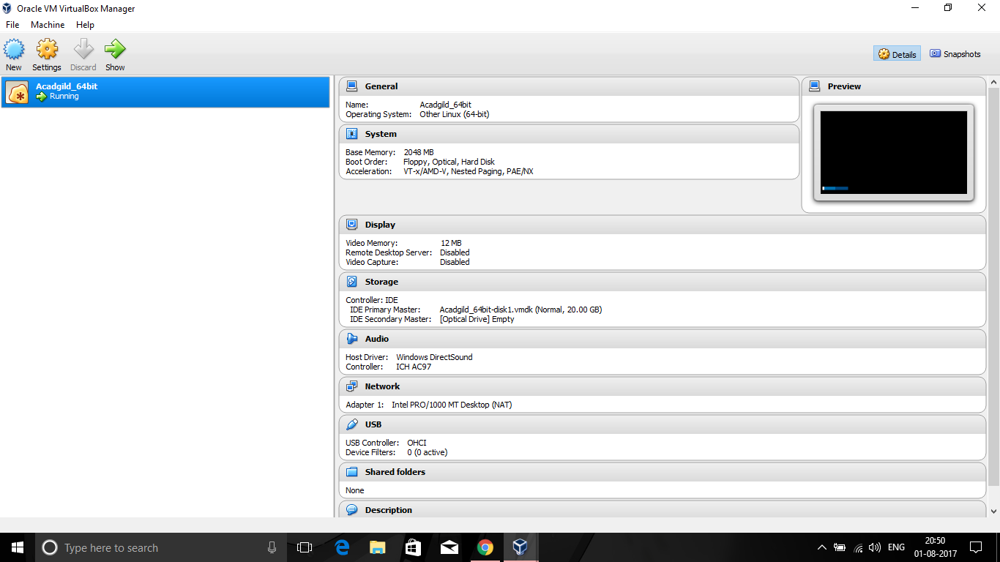 Oracle VM VirtualBox Manager
File Machine Help
New Settings Discard Show
Details Snapshots
Acadgild_64bit
Running
General
Name: Acadgild_64bit
Operating System: Other Linux (64-bit)
System
Base Memory: 2048 MB
Boot Order: Floppy, Optical, Hard Disk
Acceleration: VT-x/AMD-V, Nested Paging, PAE/NX
Preview
Display
Video Memory: 12 MB
Remote Desktop Server: Disabled
Video Capture: Disabled
Storage
Controller: IDE
IDE Primary Master: Acadgild_64bit-disk1.vmdk (Normal, 20.00 GB)
IDE Secondary Master: [Optical Drive] Empty
Audio
Host Driver: Windows DirectSound
Controller: ICH AC97
Network
Adapter 1: Intel PRO/1000 MT Desktop (NAT)
USB
USB Controller: OHCI
Device Filters: 0 (0 active)
Shared folders
None
Description
Type here to search
ENG
20:50
01-08-2017